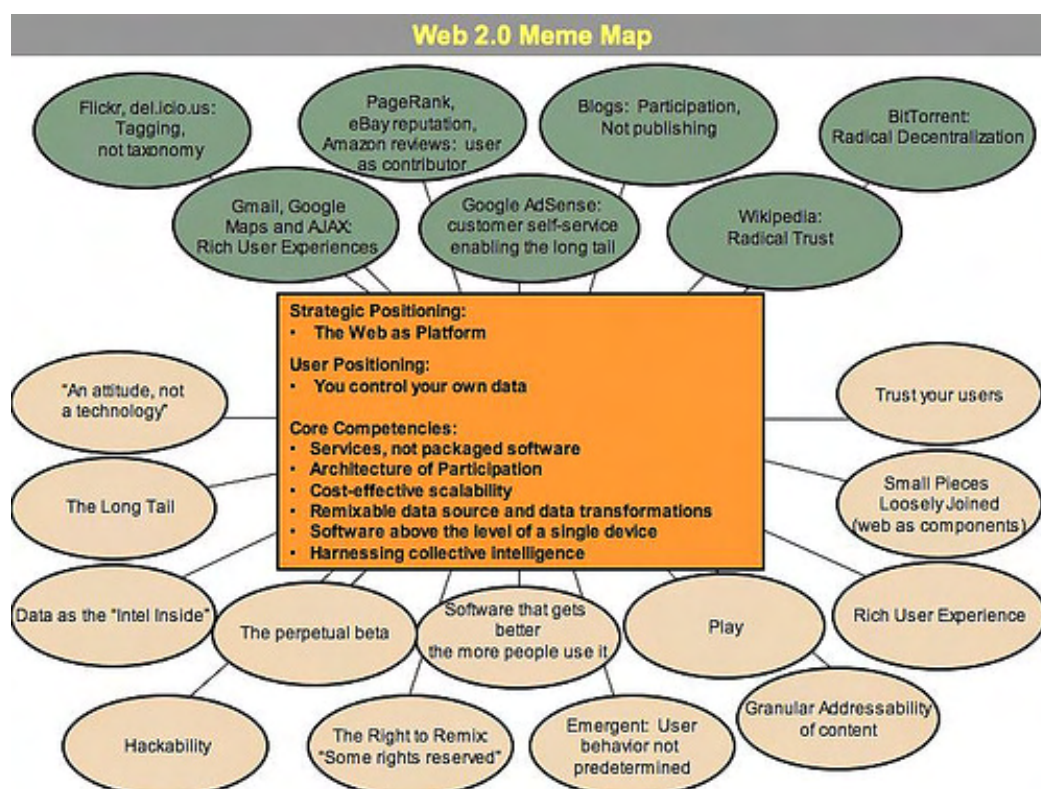 Web 2.0 Meme Map
Flickr, del.icio.us:
Tagging,
not taxonomy
PageRank,
eBay reputation,
Amazon reviews: user
as contributor
Blogs: Participation,
Not publishing
BitTorrent:
Radical Decentralization
Gmail, Google
Maps and AJAX:
Rich User Experiences
Google AdSense:
customer self-service
enabling the long tail
Wikipedia:
Radical Trust
Strategic Positioning:
• The Web as Platform
User Positioning:
• You control your own data
Core Competencies:
• Services, not packaged software
• Architecture of Participation
• Cost-effective scalability
• Remixable data source and data transformations
• Software above the level of a single device
• Harnessing collective intelligence
"An attitude, not
a technology"
The Long Tail
Data as the "Intel Inside"
Hackability
The perpetual beta
The Right to Remix:
"Some rights reserved"
Software that gets
better
the more people use it
Emergent: User
behavior not
predetermined
Play
Granular Addressability
of content
Rich User Experience
Small Pieces
Loosely Joined
(web as components)
Trust your users